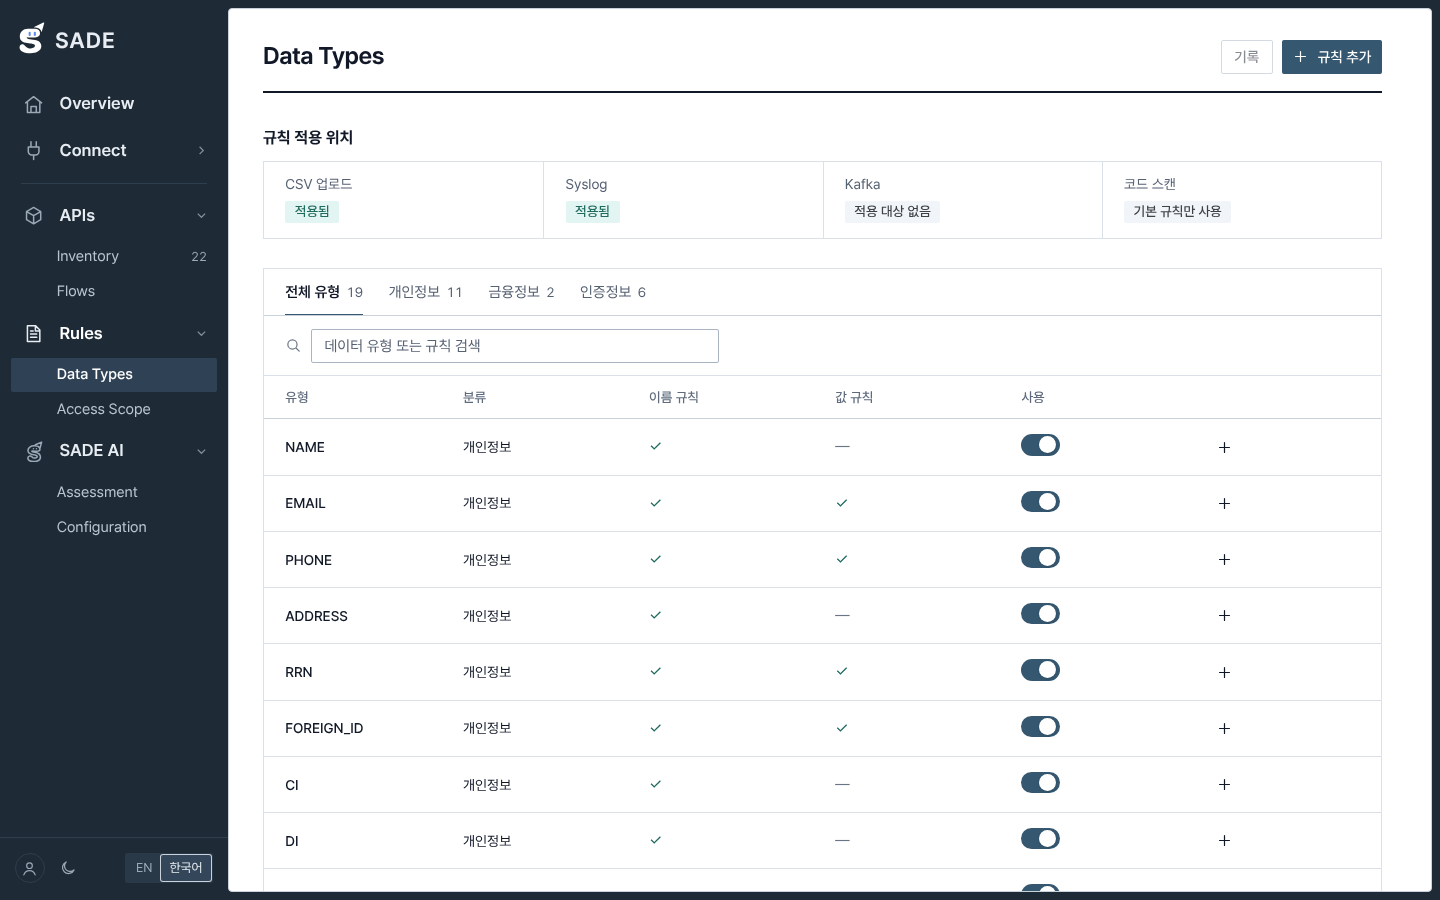 SADE
Overview
Connect
APIs
Inventory 22
Flows
Rules
Data Types
Access Scope
SADE AI
Assessment
Configuration
EN 한국어
Data Types
기록 + 규칙 추가
규칙 적용 위치
CSV 업로드 Syslog Kafka 코드 스캔
적용됨 적용됨 적용 대상 없음 기본 규칙만 사용
전체 유형 19 개인정보 11 금융정보 2 인증정보 6
데이터 유형 또는 규칙 검색
유형 분류 이름 규칙 값 규칙 사용
NAME 개인정보 ✓ — +
EMAIL 개인정보 ✓ ✓ +
PHONE 개인정보 ✓ ✓ +
ADDRESS 개인정보 ✓ — +
RRN 개인정보 ✓ ✓ +
FOREIGN_ID 개인정보 ✓ ✓ +
CI 개인정보 ✓ — +
DI 개인정보 ✓ — +